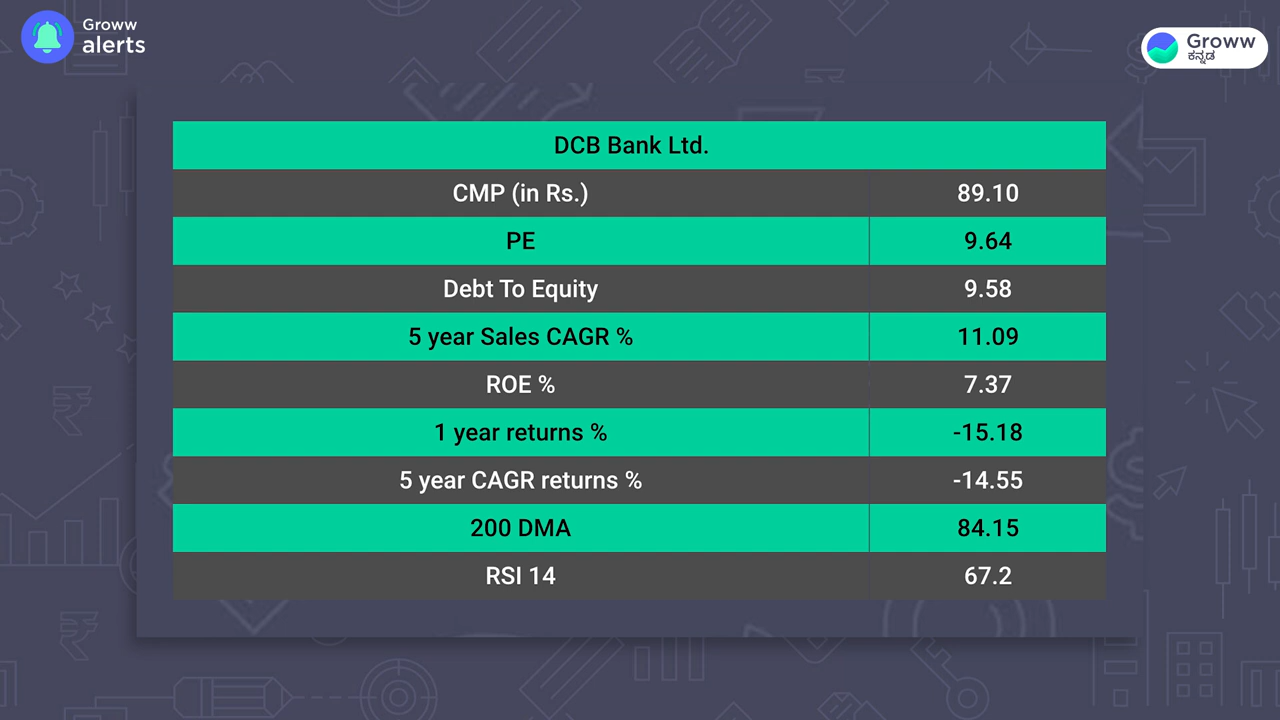 Groww
alerts
Groww
ಕನ್ನಡ
DCB Bank Ltd.
CMP (in Rs.) 89.10
PE 9.64
Debt To Equity 9.58
5 year Sales CAGR % 11.09
ROE % 7.37
1 year returns % -15.18
5 year CAGR returns % -14.55
200 DMA 84.15
RSI 14 67.2